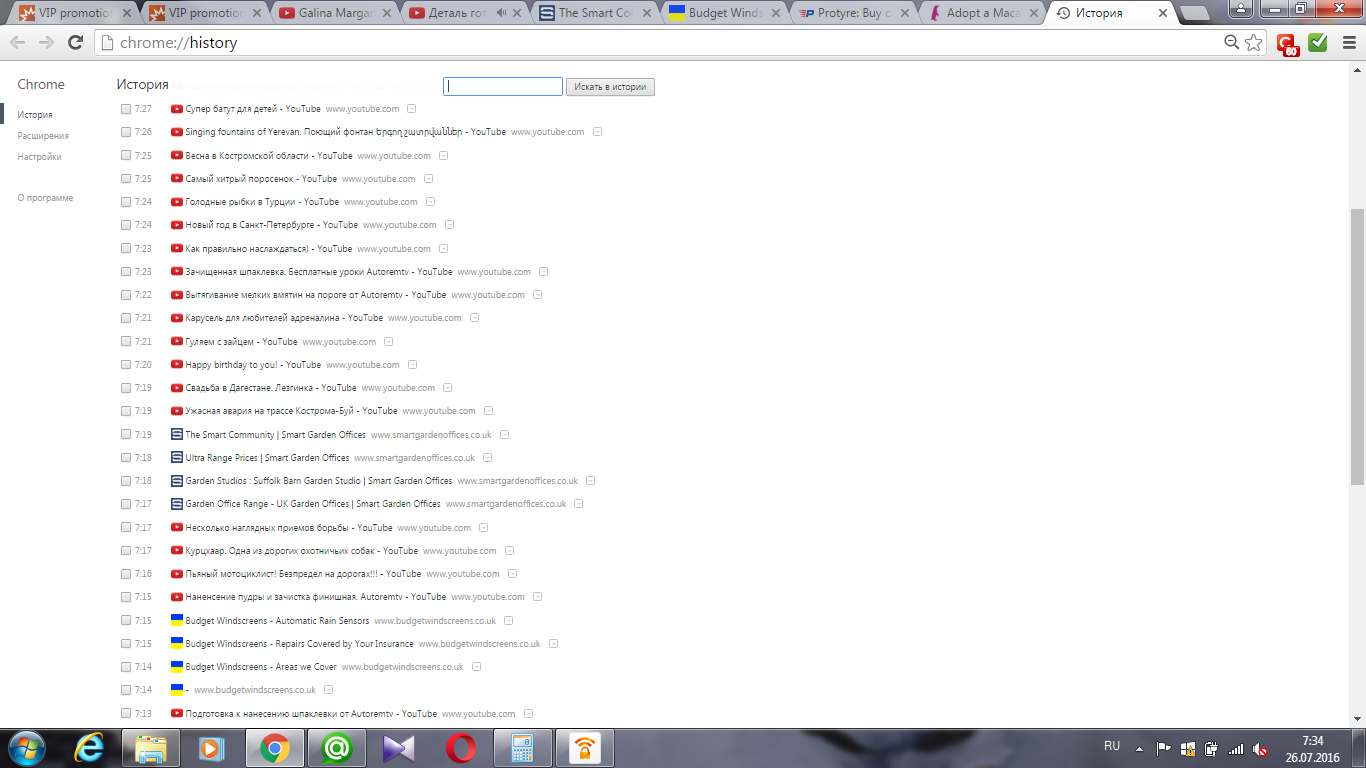 VIP promotion
VIP promotion
Galina Margar
Деталь гот
The Smart Co
Budget Winds
Protyre: Buy c
Adopt a Maca
История
chrome://history
60
Chrome
История
Искать в истории
История
Расширения
Настройки
О программе
7:27 Супер батут для детей - YouTube www.youtube.com
7:26 Singing fountains of Yerevan. Поющий фонтан Երգող շատրվաններ - YouTube www.youtube.com
7:25 Весна в Костромской области - YouTube www.youtube.com
7:25 Самый хитрый поросенок - YouTube www.youtube.com
7:24 Голодные рыбки в Турции - YouTube www.youtube.com
7:24 Новый год в Санкт-Петербурге - YouTube www.youtube.com
7:23 Как правильно наслаждаться) - YouTube www.youtube.com
7:23 Зачищенная шпаклевка. Бесплатные уроки Autoremtv - YouTube www.youtube.com
7:22 Вытягивание мелких вмятин на пороге от Autoremtv - YouTube www.youtube.com
7:21 Карусель для любителей адреналина - YouTube www.youtube.com
7:21 Гуляем с зайцем - YouTube www.youtube.com
7:20 Happy birthday to you! - YouTube www.youtube.com
7:19 Свадьба в Дагестане. Лезгинка - YouTube www.youtube.com
7:19 Ужасная авария на трассе Кострома-Буй - YouTube www.youtube.com
7:19 The Smart Community | Smart Garden Offices www.smartgardenoffices.co.uk
7:18 Ultra Range Prices | Smart Garden Offices www.smartgardenoffices.co.uk
7:18 Garden Studios : Suffolk Barn Garden Studio | Smart Garden Offices www.smartgardenoffices.co.uk
7:17 Garden Office Range - UK Garden Offices | Smart Garden Offices www.smartgardenoffices.co.uk
7:17 Несколько наглядных приемов борьбы - YouTube www.youtube.com
7:17 Курцхаар. Одна из дорогих охотничьих собак - YouTube www.youtube.com
7:16 Пьяный мотоциклист! Безпредел на дорогах!!! - YouTube www.youtube.com
7:15 Наненсение пудры и зачистка финишная. Autoremtv - YouTube www.youtube.com
7:15 Budget Windscreens - Automatic Rain Sensors www.budgetwindscreens.co.uk
7:15 Budget Windscreens - Repairs Covered by Your Insurance www.budgetwindscreens.co.uk
7:14 Budget Windscreens - Areas we Cover www.budgetwindscreens.co.uk
7:14 - www.budgetwindscreens.co.uk
7:13 Подготовка к нанесению шпаклевки от Autoremtv - YouTube www.youtube.com
RU
7:34
26.07.2016